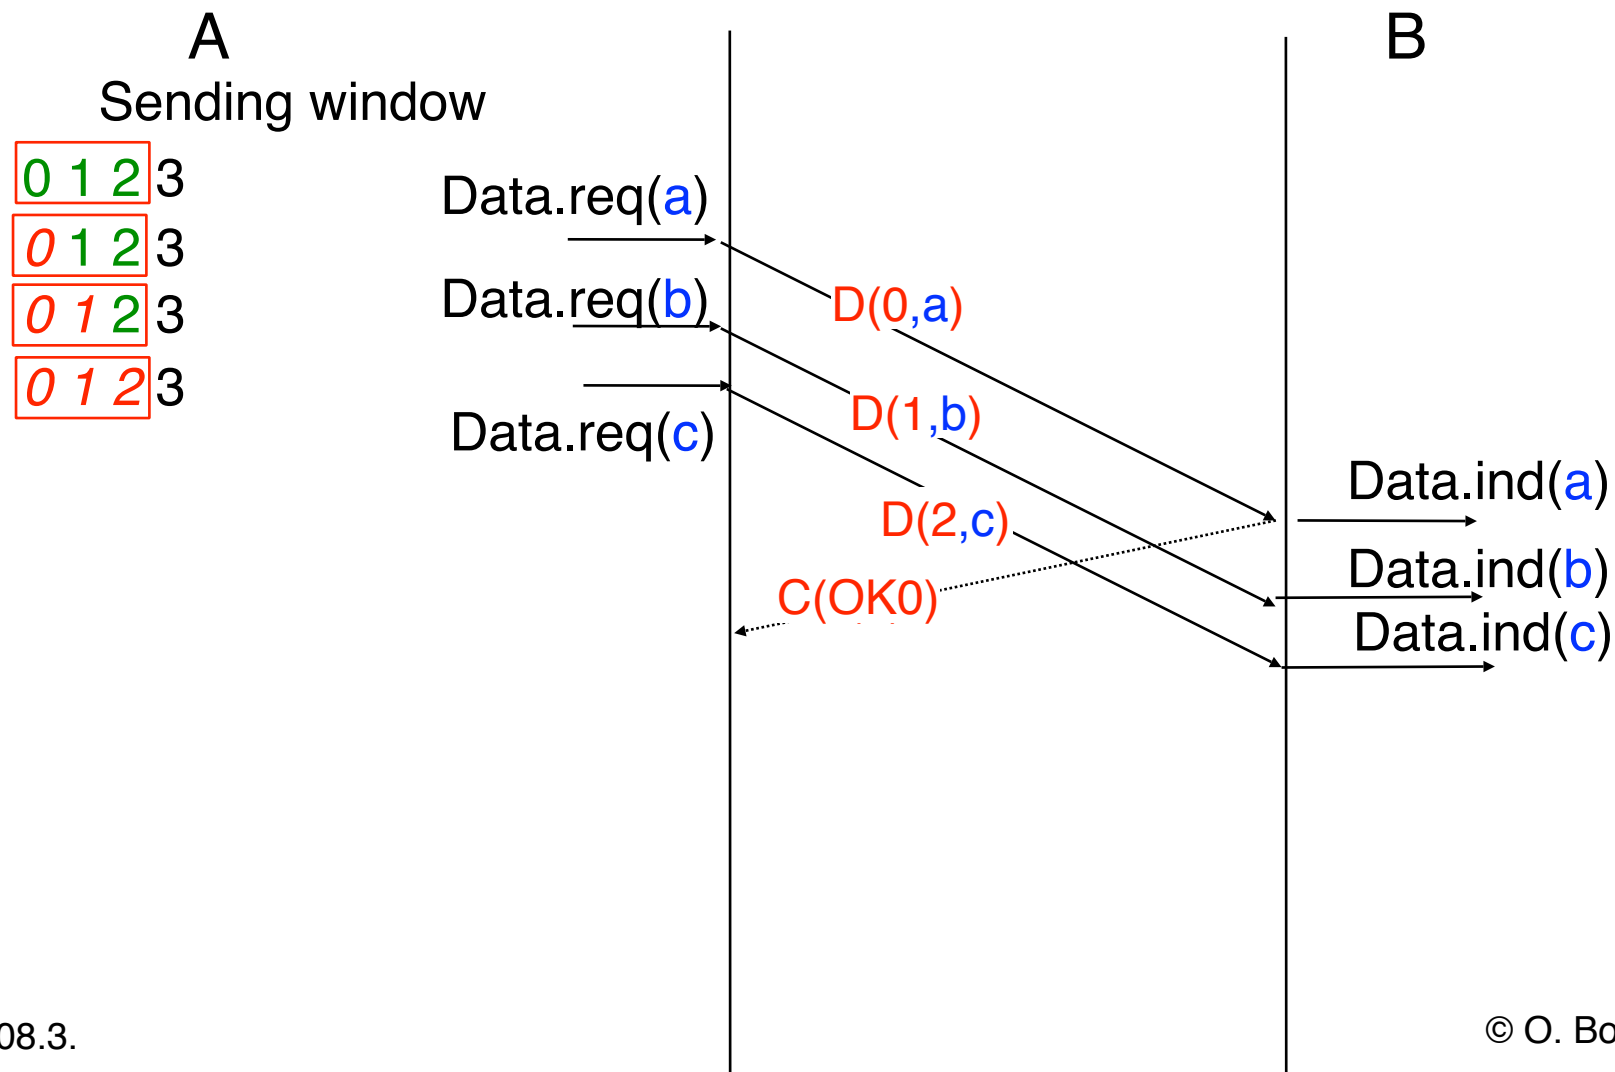 A
B
Sending window
0 1 2 3
0 1 2 3
0 1 2 3
0 1 2 3
Data.req(a)
Data.req(b)
Data.req(c)
D(0,a)
D(1,b)
D(2,c)
C(OK0)
Data.ind(a)
Data.ind(b)
Data.ind(c)
08.3.
© O. Bo